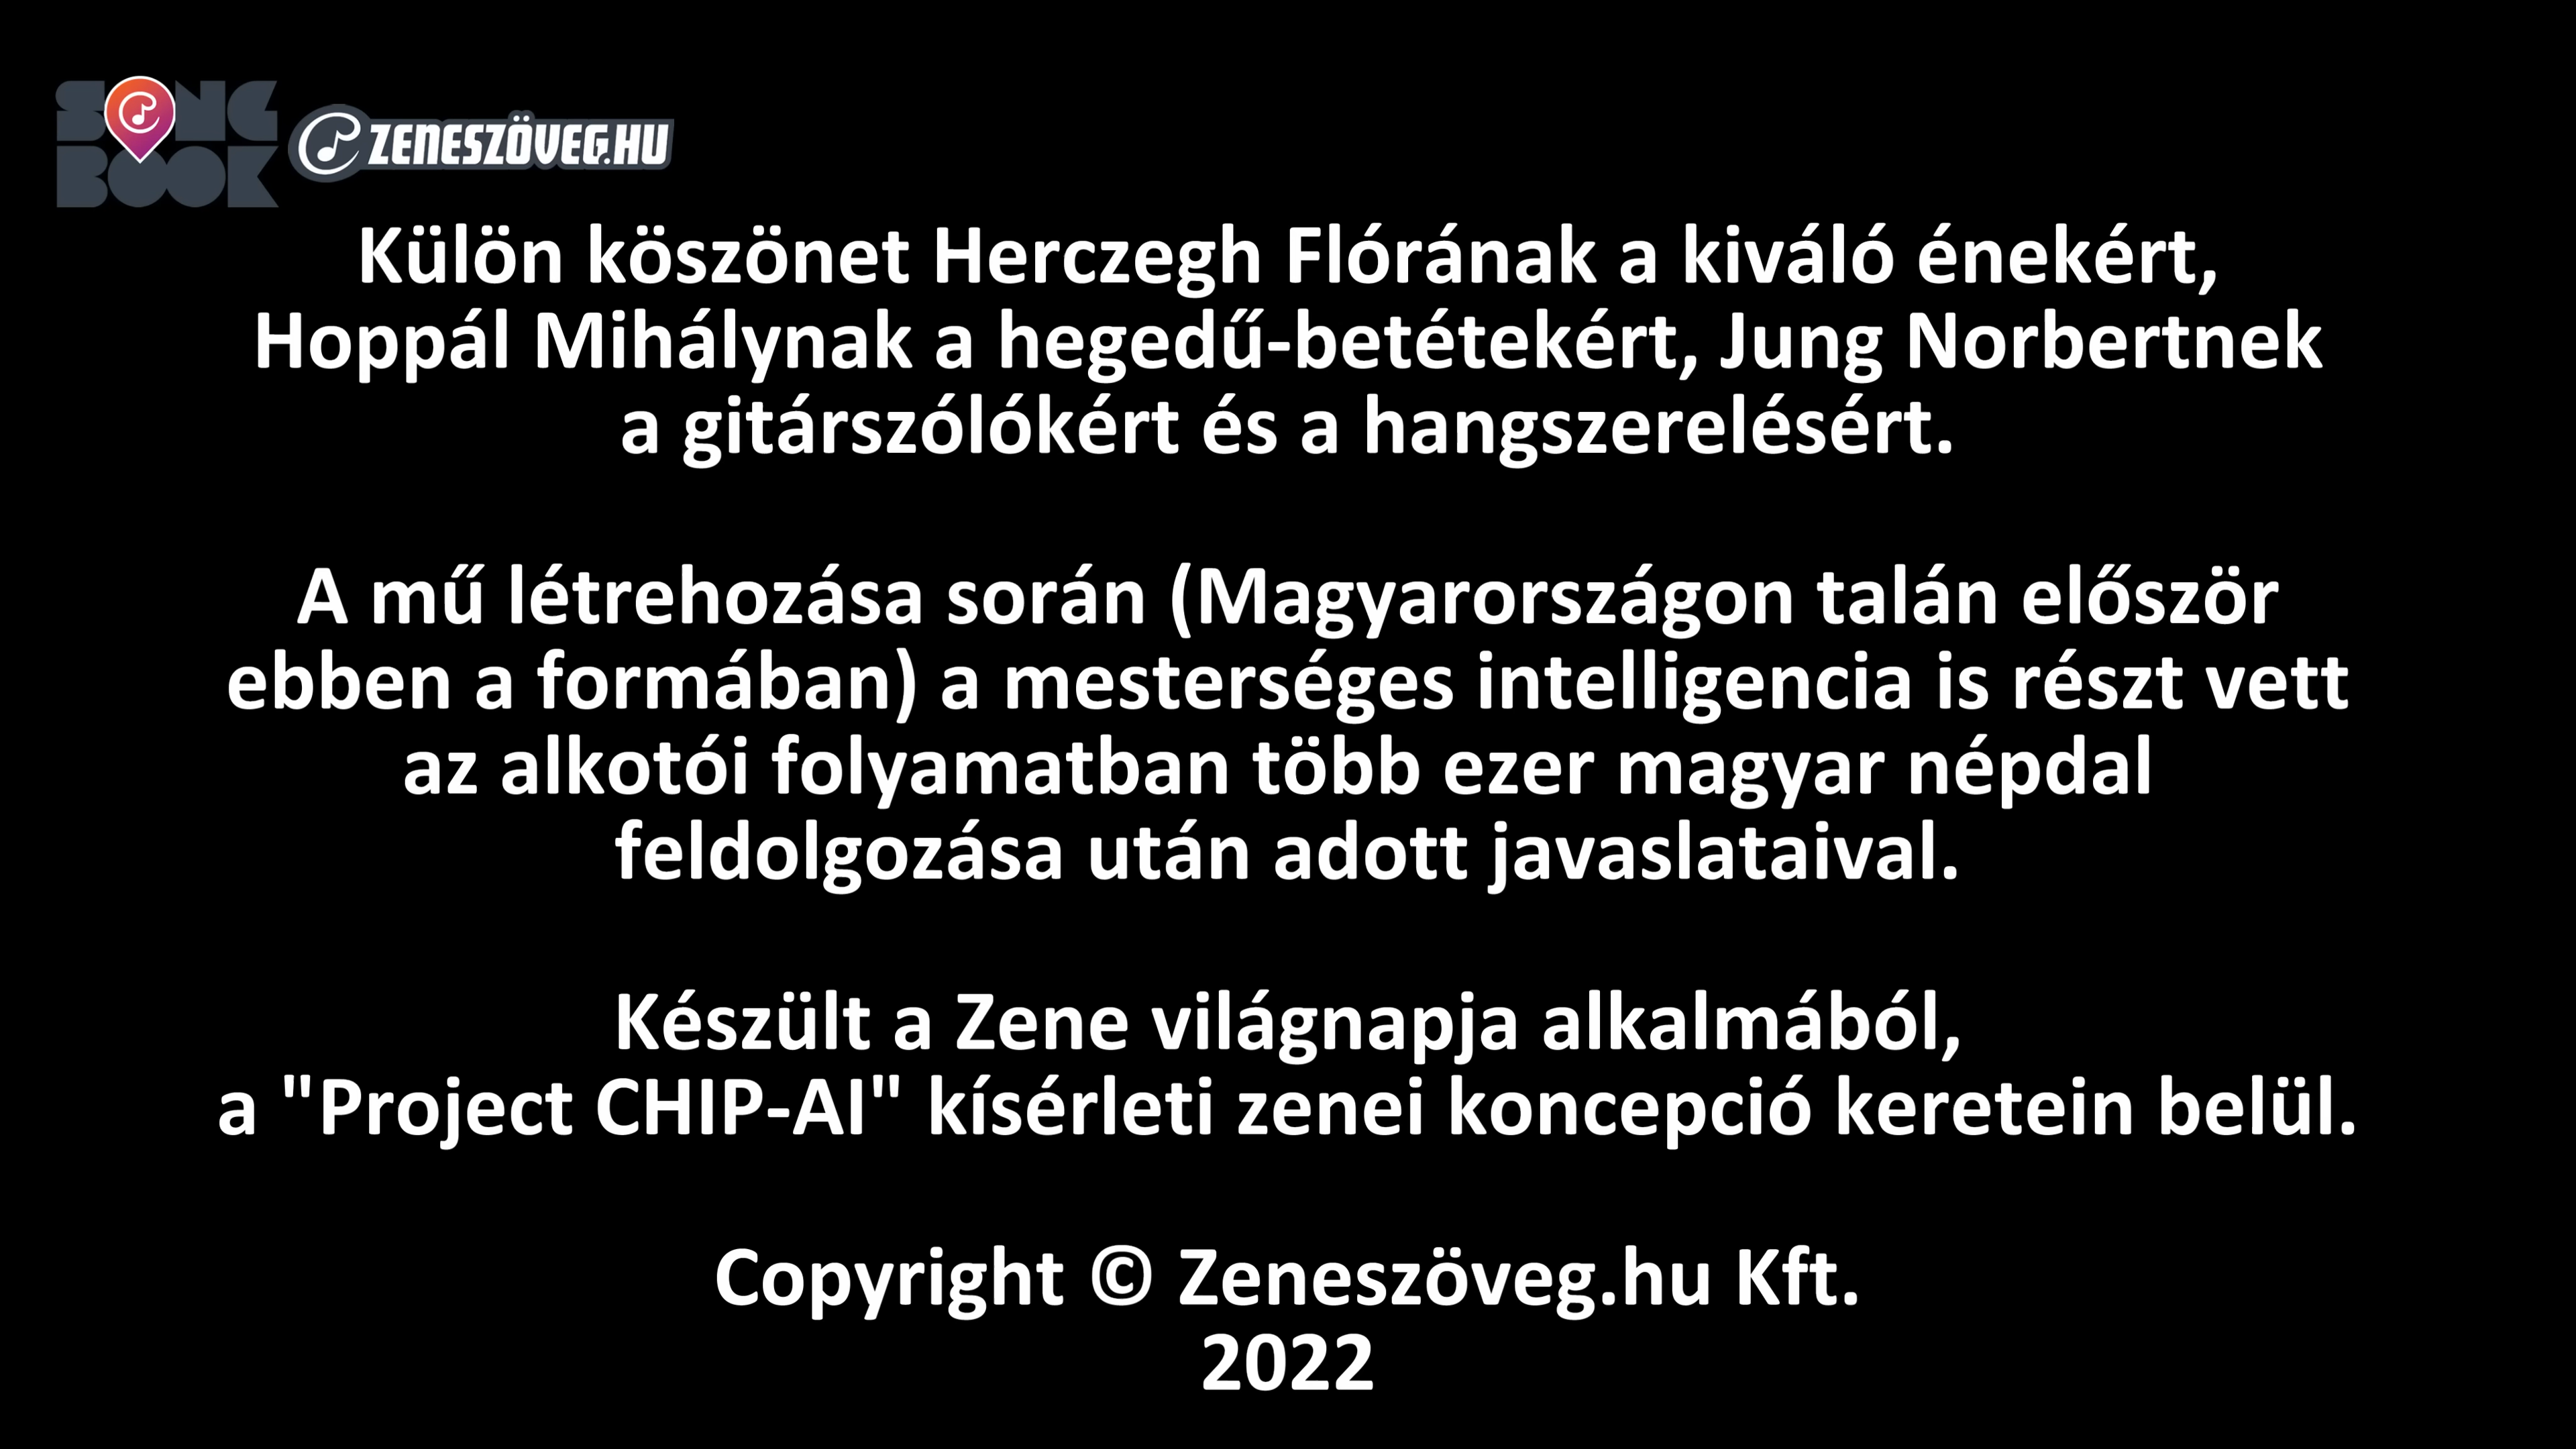 SONG
BOOK
ZENESZÖVEG.HU
Külön köszönet Herczegh Flórának a kiváló énekért,
Hoppál Mihálynak a hegedű-betétekért, Jung Norbertnek
a gitárszólókért és a hangszerelésért.
A mű létrehozása során (Magyarországon talán először
ebben a formában) a mesterséges intelligencia is részt vett
az alkotói folyamatban több ezer magyar népdal
feldolgozása után adott javaslataival.
Készült a Zene világnapja alkalmából,
a "Project CHIP-AI" kísérleti zenei koncepció keretein belül.
Copyright © Zeneszöveg.hu Kft.
2022